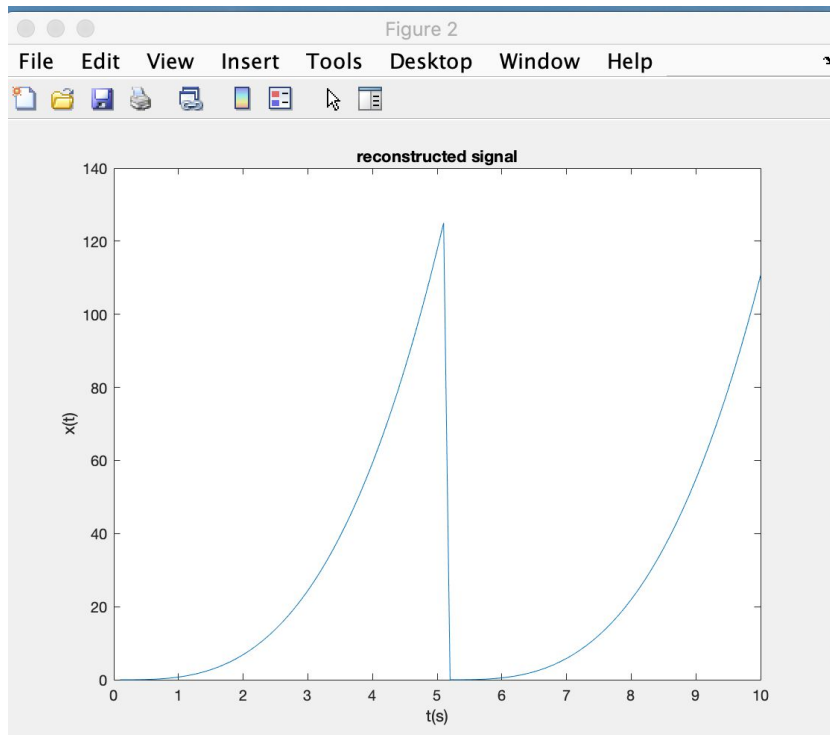 Figure 2
File Edit View Insert Tools Desktop Window Help
reconstructed signal
140
120
100
80
60
40
20
0
x(t)
0 1 2 3 4 5 6 7 8 9 10
t(s)